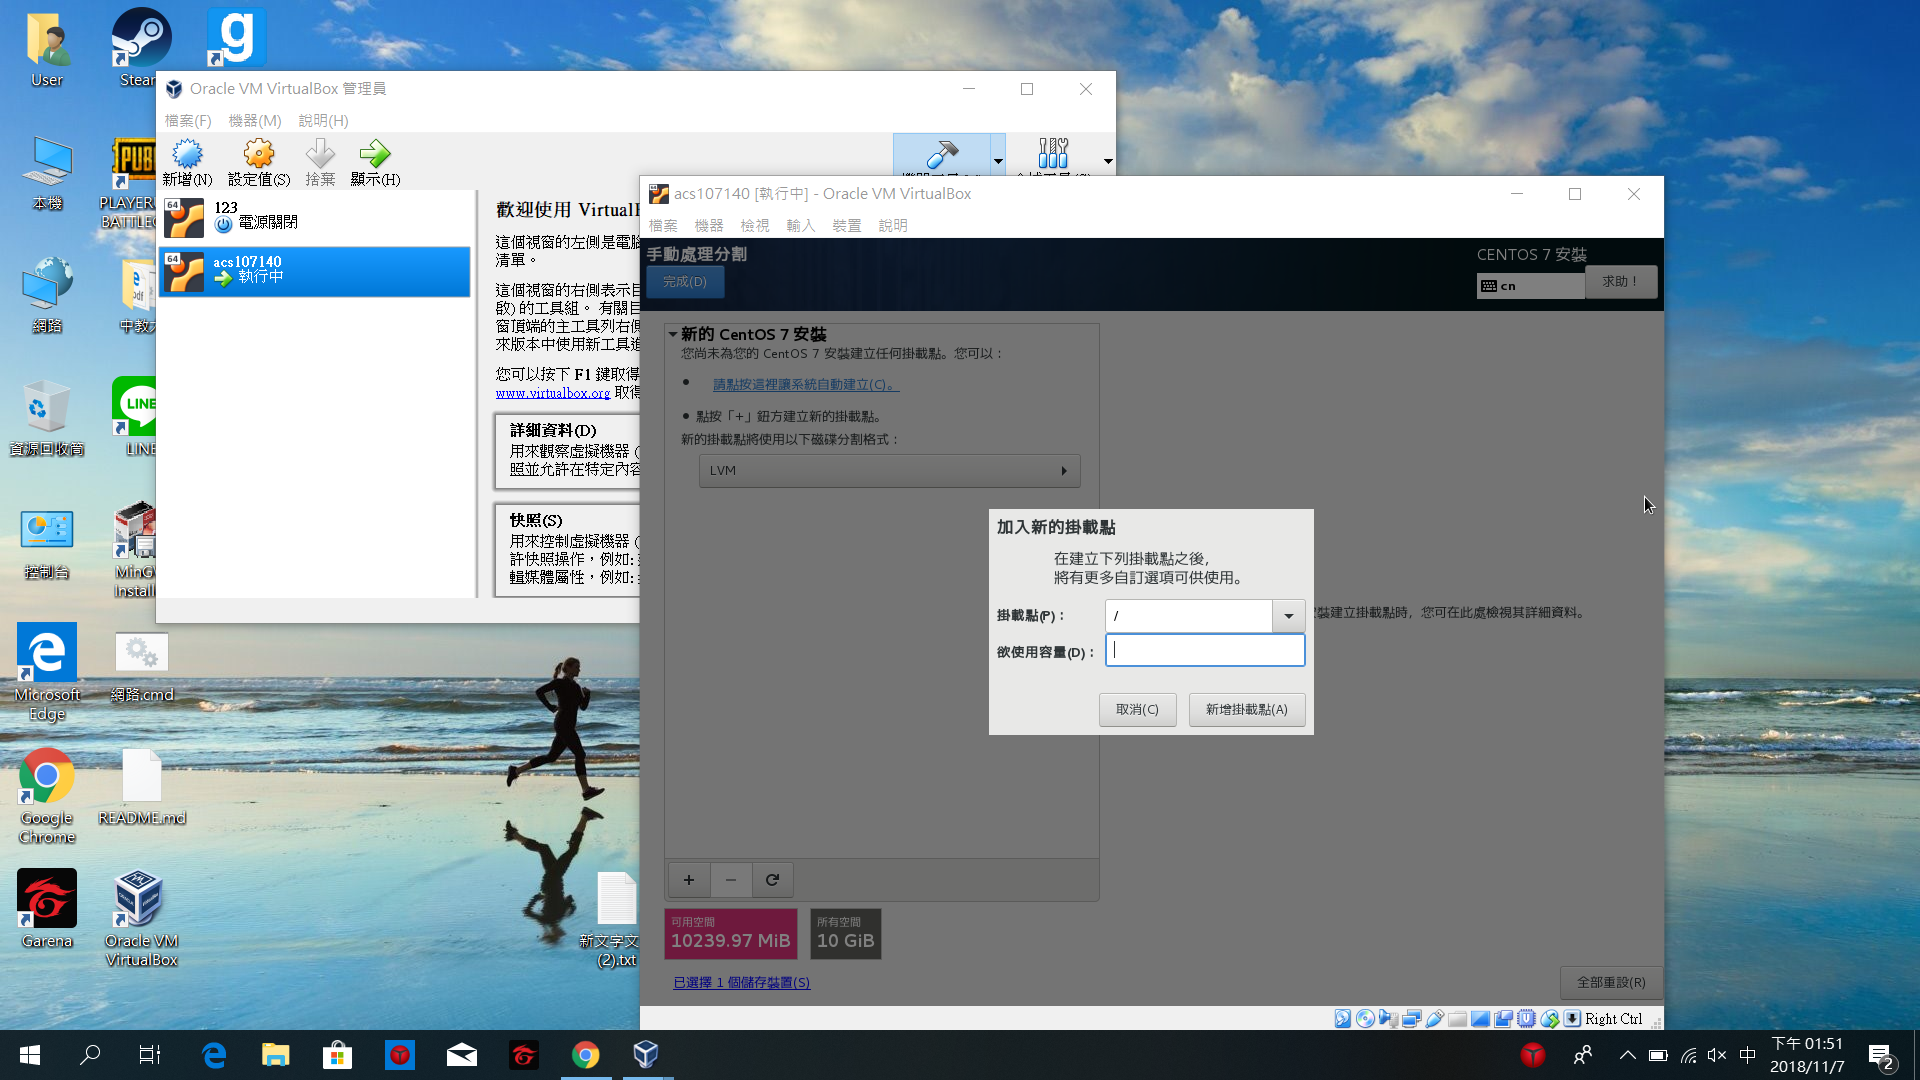 User
Stear
本機
PLAYER
BATTLEG
網路
資源回收筒
LINE
控制台
MinG
Install
Microsoft
Edge
網路.cmd
Google
Chrome
README.md
Garena
Oracle VM
VirtualBox
新文字文
(2).txt
Oracle VM VirtualBox 管理員
檔案(F)
機器(M)
說明(H)
新增(N)
設定值(S)
捨棄
顯示(H)
64
123
電源關閉
64
acs107140
執行中
歡迎使用 VirtualB
這個視窗的左側是電腦
清單。
這個視窗的右側表示目
啟) 的工具組。 有關目
窗頂端的主工具列右側
來版本中使用新工具進
您可以按下 F1 鍵取得
www.virtualbox.org 取得
詳細資料(D)
用來觀察虛擬機器 (
照並允許在特定內容
快照(S)
用來控制虛擬機器 (
許快照操作，例如:
輯媒體屬性，例如:
acs107140 [執行中] - Oracle VM VirtualBox
檔案
機器
檢視
輸入
裝置
說明
手動處理分割
完成(D)
CENTOS 7 安裝
cn
求助！
新的 CentOS 7 安裝
您尚未為您的 CentOS 7 安裝建立任何掛載點。您可以：
請點按這裡讓系統自動建立(C)。
點按「+」鈕方建立新的掛載點。
新的掛載點將使用以下磁碟分割格式：
LVM
加入新的掛載點
在建立下列掛載點之後，
將有更多自訂選項可供使用。
掛載點(P)：
/
欲使用容量(D)：
取消(C)
新增掛載點(A)
裝建立掛載點時，您可在此處檢視其詳細資料。
+
−
可用空間
10239.97 MiB
所有空間
10 GiB
已選擇 1 個儲存裝置(S)
全部重設(R)
Right Ctrl
中
下午 01:51
2018/11/7
2